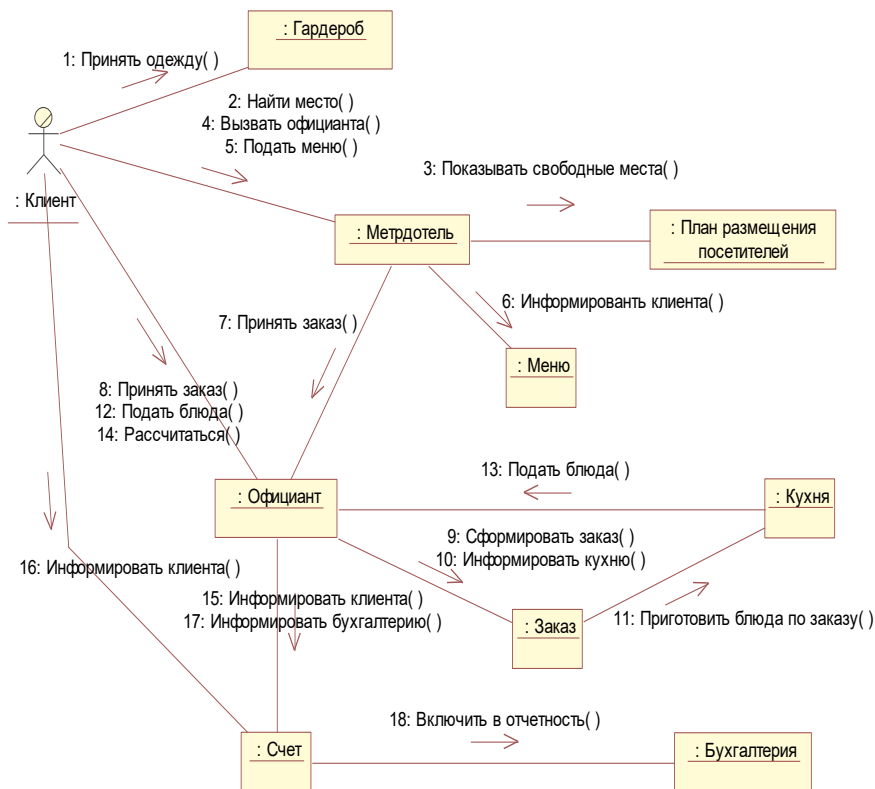 : Гардероб
1: Принять одежду( )
2: Найти место( )
4: Вызвать официанта( )
5: Подать меню( )
3: Показывать свободные места( )
: Клиент
: Метрдотель
: План размещения
посетителей
6: Информированть клиента( )
7: Принять заказ( )
: Меню
8: Принять заказ( )
12: Подать блюда( )
14: Рассчитаться( )
13: Подать блюда( )
: Официант
: Кухня
9: Сформировать заказ( )
10: Информировать кухню( )
16: Информировать клиента( )
15: Информировать клиента( )
17: Информировать бухгалтерию( )
: Заказ
11: Приготовить блюда по заказу( )
18: Включить в отчетность( )
: Счет
: Бухгалтерия